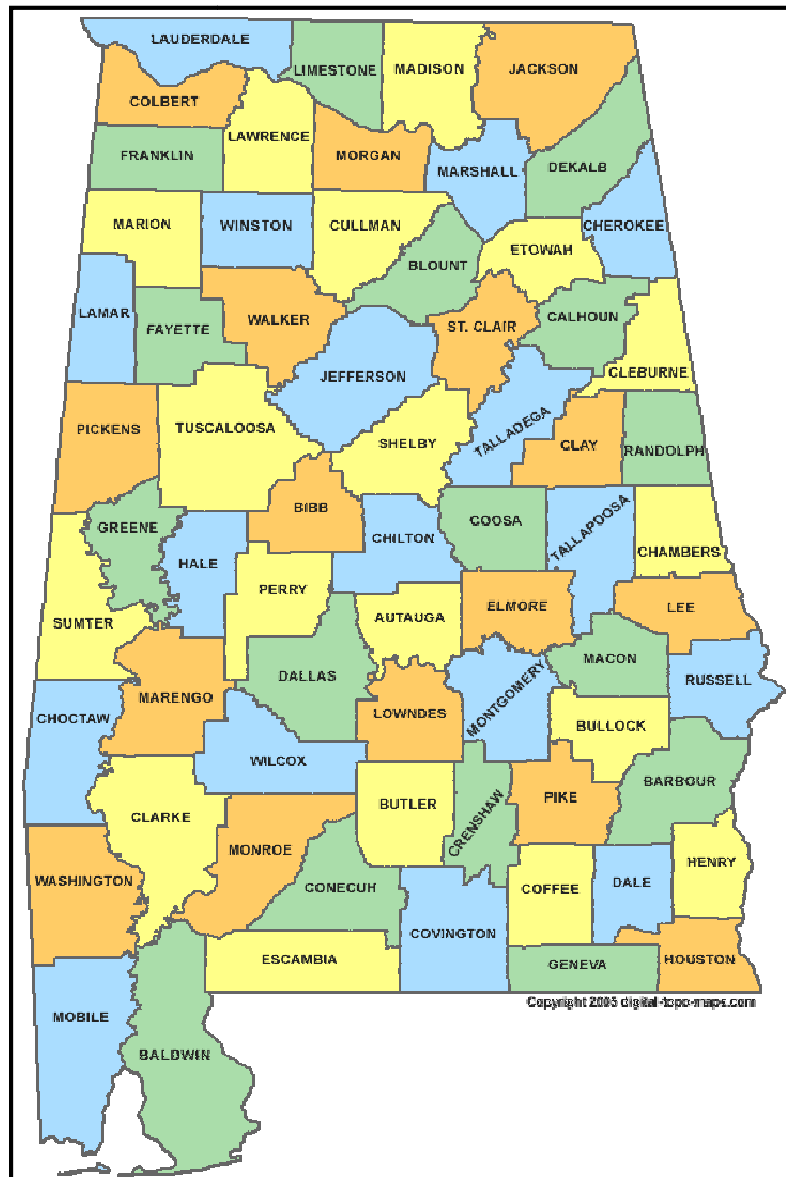 LAUDERDALE
LIMESTONE
MADISON
JACKSON
COLBERT
LAWRENCE
FRANKLIN
MORGAN
MARSHALL
DEKALB
MARION
WINSTON
CULLMAN
CHEROKEE
ETOWAH
BLOUNT
LAMAR
FAYETTE
WALKER
ST. CLAIR
CALHOUN
JEFFERSON
CLEBURNE
PICKENS
TUSCALOOSA
SHELBY
TALLADEGA
CLAY
RANDOLPH
GREENE
BIBB
COOSA
TALLAPOOSA
HALE
CHILTON
CHAMBERS
PERRY
SUMTER
AUTAUGA
ELMORE
LEE
MACON
DALLAS
RUSSELL
MARENGO
CHOCTAW
LOWNDES
MONTGOMERY
BULLOCK
WILCOX
BARBOUR
CLARKE
BUTLER
CRENSHAW
PIKE
MONROE
HENRY
WASHINGTON
CONECUH
COFFEE
DALE
COVINGTON
ESCAMBIA
GENEVA
HOUSTON
Copyright 2005 digital-topo-maps.com
MOBILE
BALDWIN